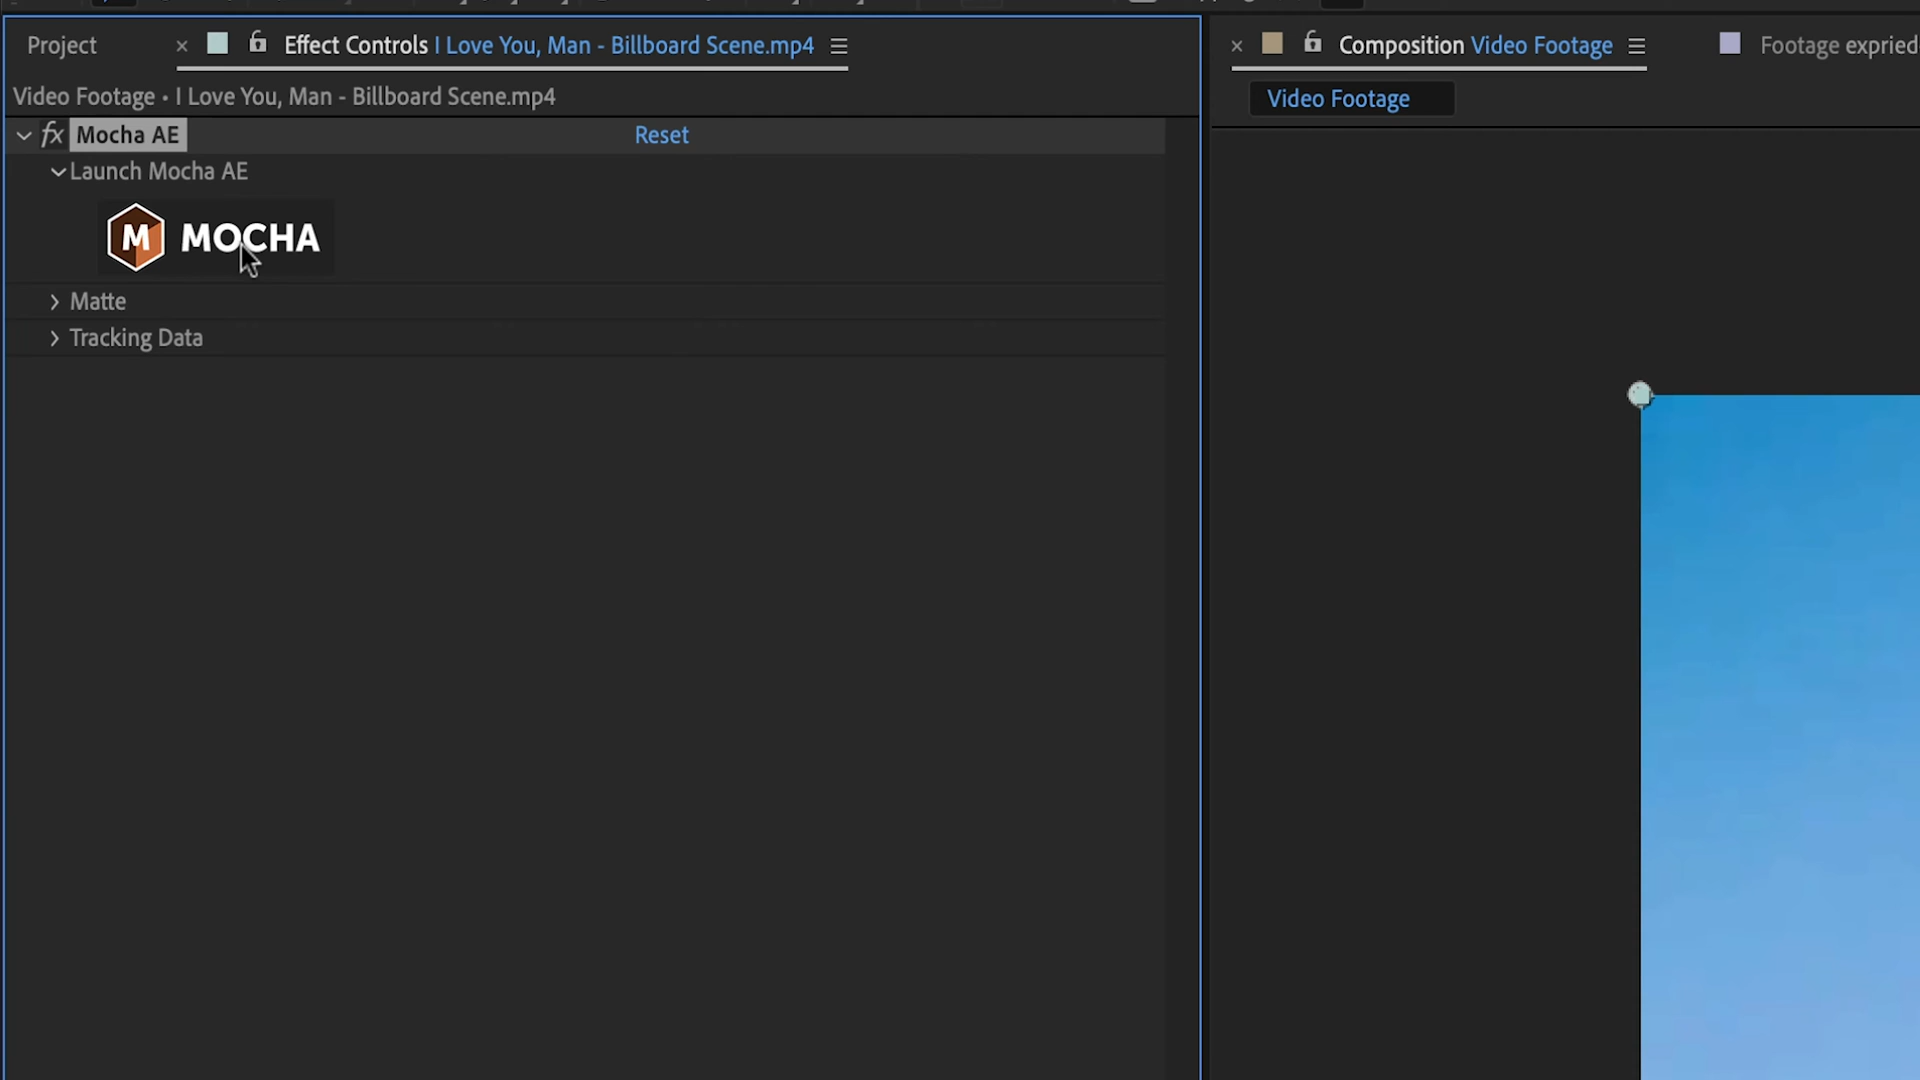 Project
× Effect Controls I Love You, Man - Billboard Scene.mp4
Composition Video Footage
Footage expried
Video Footage • I Love You, Man - Billboard Scene.mp4
Video Footage
fx Mocha AE
Reset
Launch Mocha AE
M MOCHA
Matte
Tracking Data